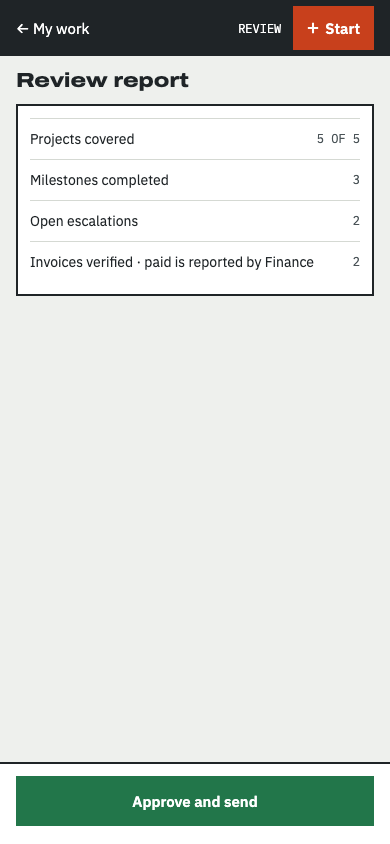 ← My work
REVIEW
+ Start
Review report
Projects covered 5 OF 5
Milestones completed 3
Open escalations 2
Invoices verified · paid is reported by Finance 2
Approve and send